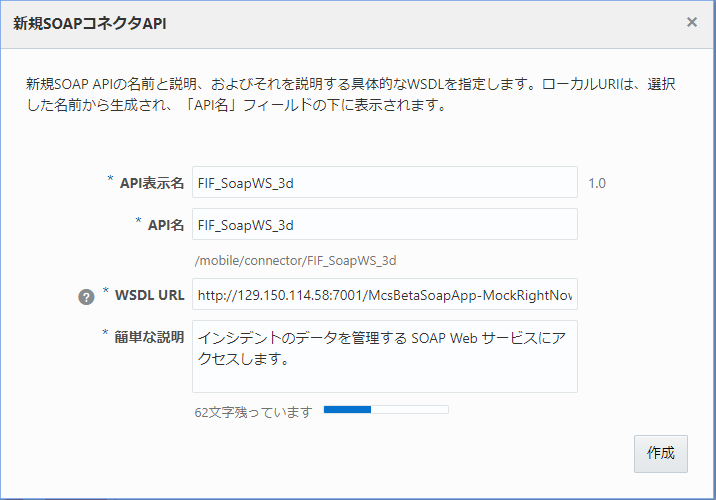 新規SOAPコネクタAPI
×
新規SOAP APIの名前と説明、およびそれを説明する具体的なWSDLを指定します。ローカルURIは、選択
した名前から生成され、「API名」フィールドの下に表示されます。
* API表示名 FIF_SoapWS_3d 1.0
* API名 FIF_SoapWS_3d
/mobile/connector/FIF_SoapWS_3d
? * WSDL URL http://129.150.114.58:7001/McsBetaSoapApp-MockRightNow
* 簡単な説明 インシデントのデータを管理する SOAP Web サービスにア
クセスします。
62文字残っています
作成